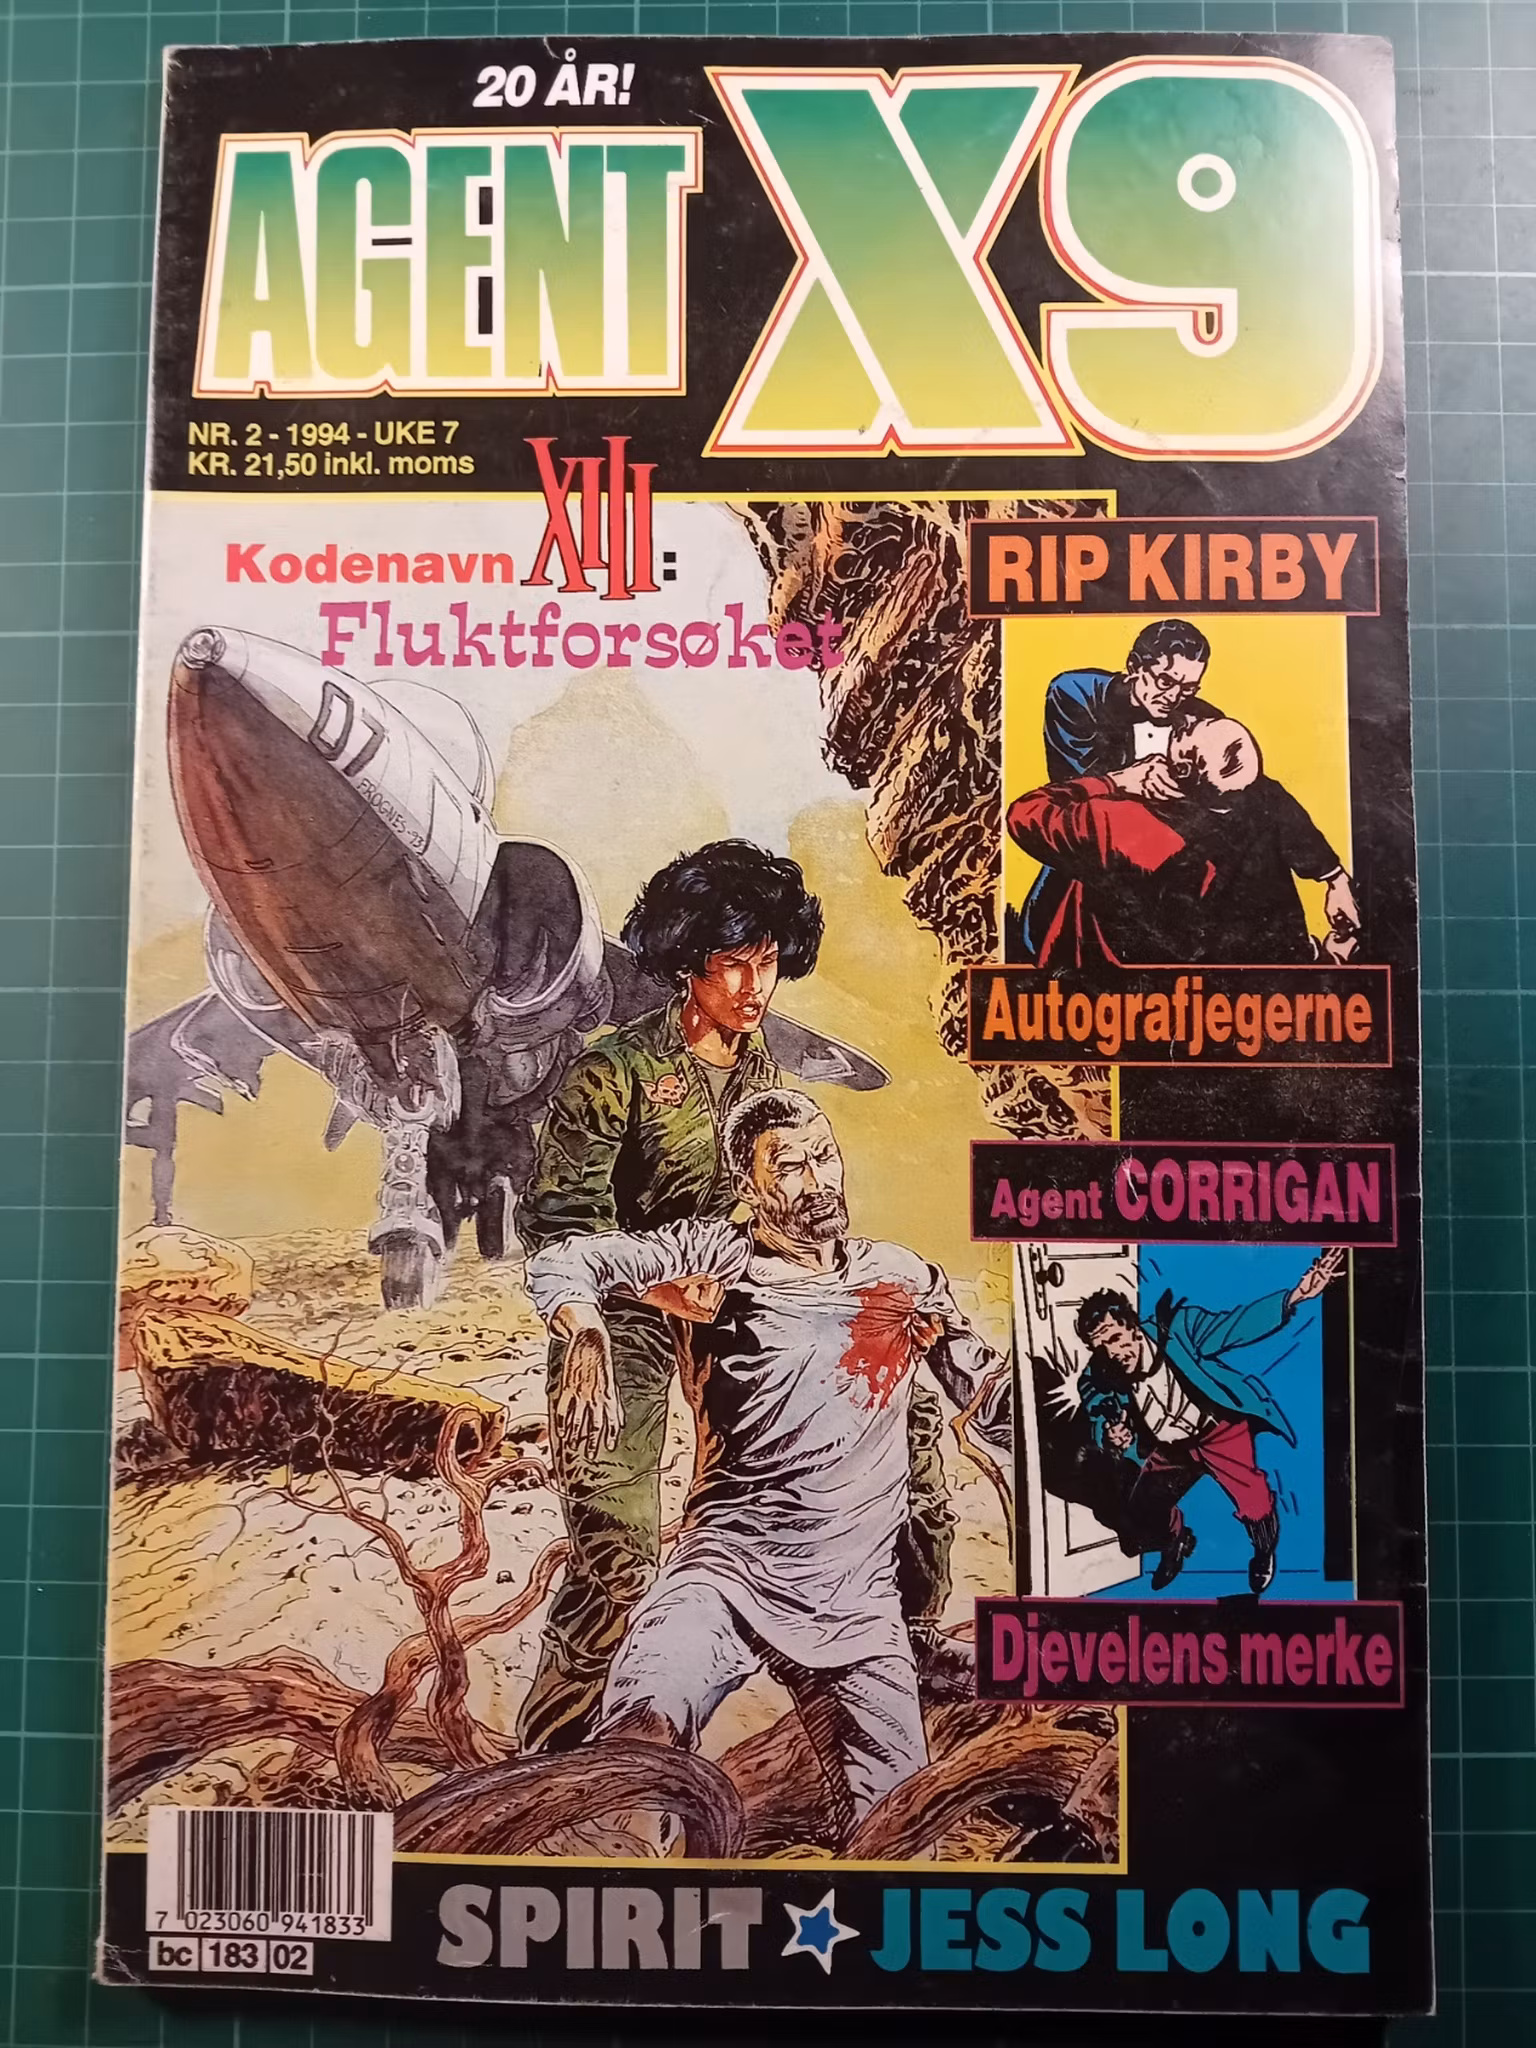 20 ÅR!
AGENT X9
NR. 2 - 1994 - UKE 7
KR. 21,50 inkl. moms
Kodenavn XIII:
Fluktforsøket
07
FROGNES-93
RIP KIRBY
Autografjegerne
Agent CORRIGAN
Djevelens merke
7 023060 941833
bc 183 02
SPIRIT JESS LONG